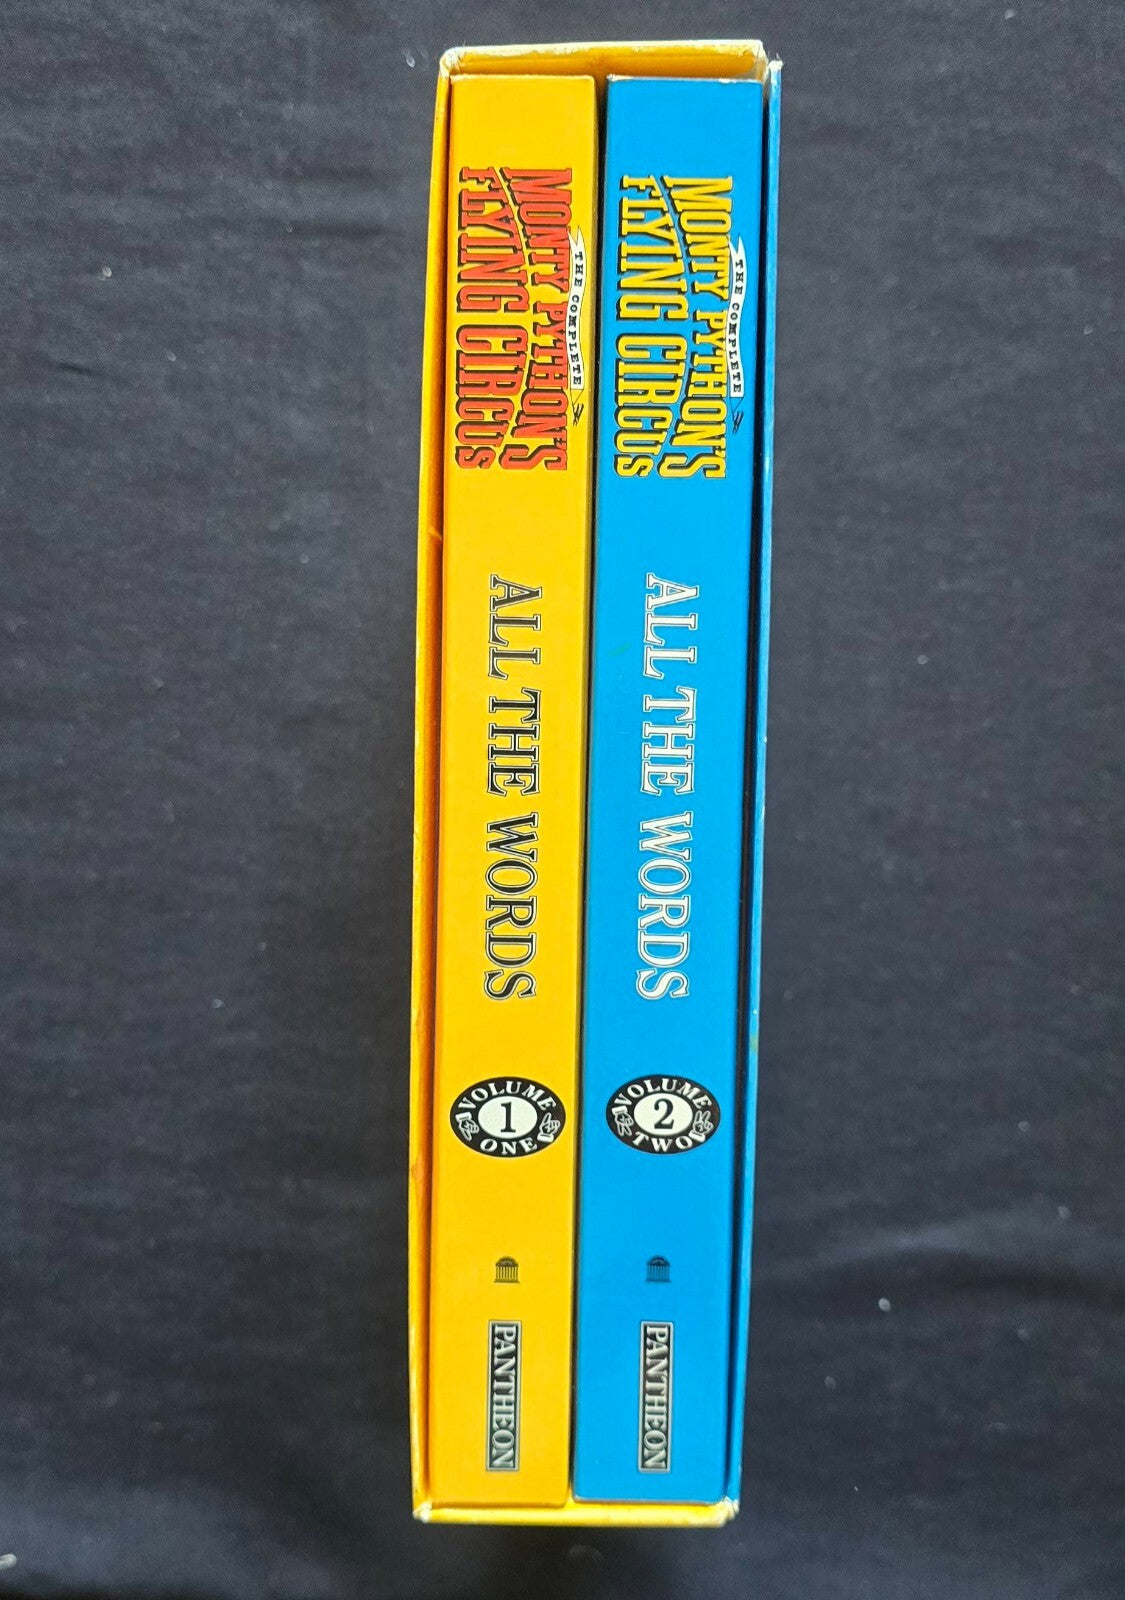 THE COMPLETE
MONTY PYTHON'S
FLYING CIRCUS
ALL THE WORDS
VOLUME
1
ONE
PANTHEON
THE COMPLETE
MONTY PYTHON'S
FLYING CIRCUS
ALL THE WORDS
VOLUME
2
TWO
PANTHEON